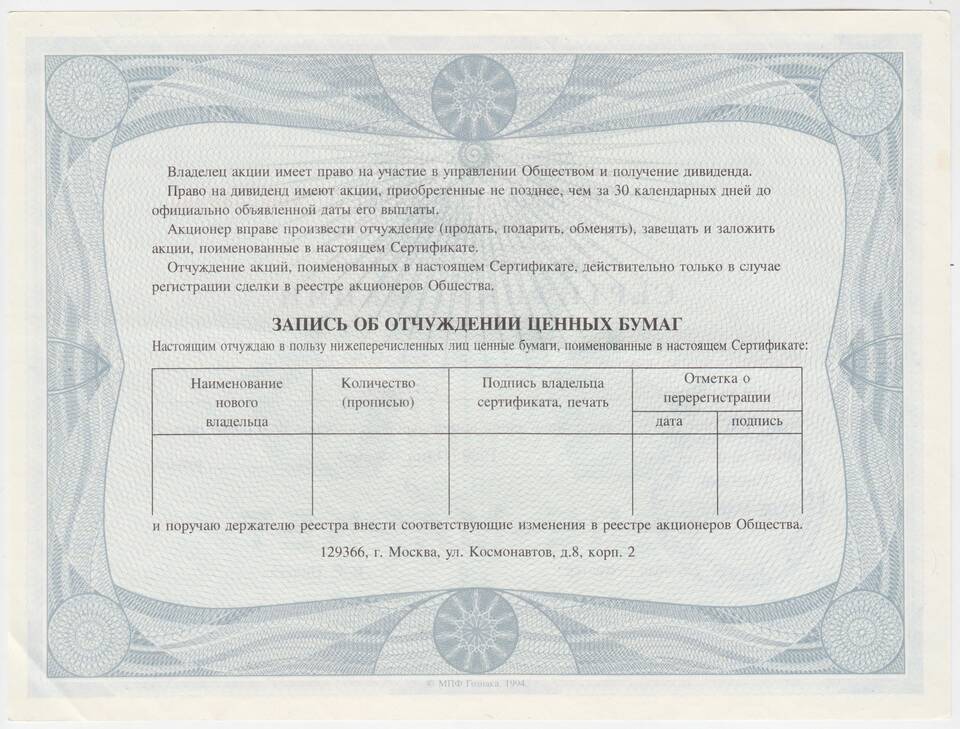 Владелец акции имеет право на участие в управлении Обществом и получение дивиденда.
Право на дивиденд имеют акции, приобретенные не позднее, чем за 30 календарных дней до
официально объявленной даты его выплаты.
Акционер вправе произвести отчуждение (продать, подарить, обменять), завещать и заложить
акции, поименованные в настоящем Сертификате.
Отчуждение акций, поименованных в настоящем Сертификате, действительно только в случае
регистрации сделки в реестре акционеров Общества.
ЗАПИСЬ ОБ ОТЧУЖДЕНИИ ЦЕННЫХ БУМАГ
Настоящим отчуждаю в пользу нижеперечисленных лиц ценные бумаги, поименованные в настоящем Сертификате:
Наименование
нового
владельца
Количество
(прописью)
Подпись владельца
сертификата, печать
Отметка о
перерегистрации
дата
подпись
и поручаю держателю реестра внести соответствующие изменения в реестре акционеров Общества.
129366, г. Москва, ул. Космонавтов, д.8, корп. 2
© МПФ Гознака. 1994.